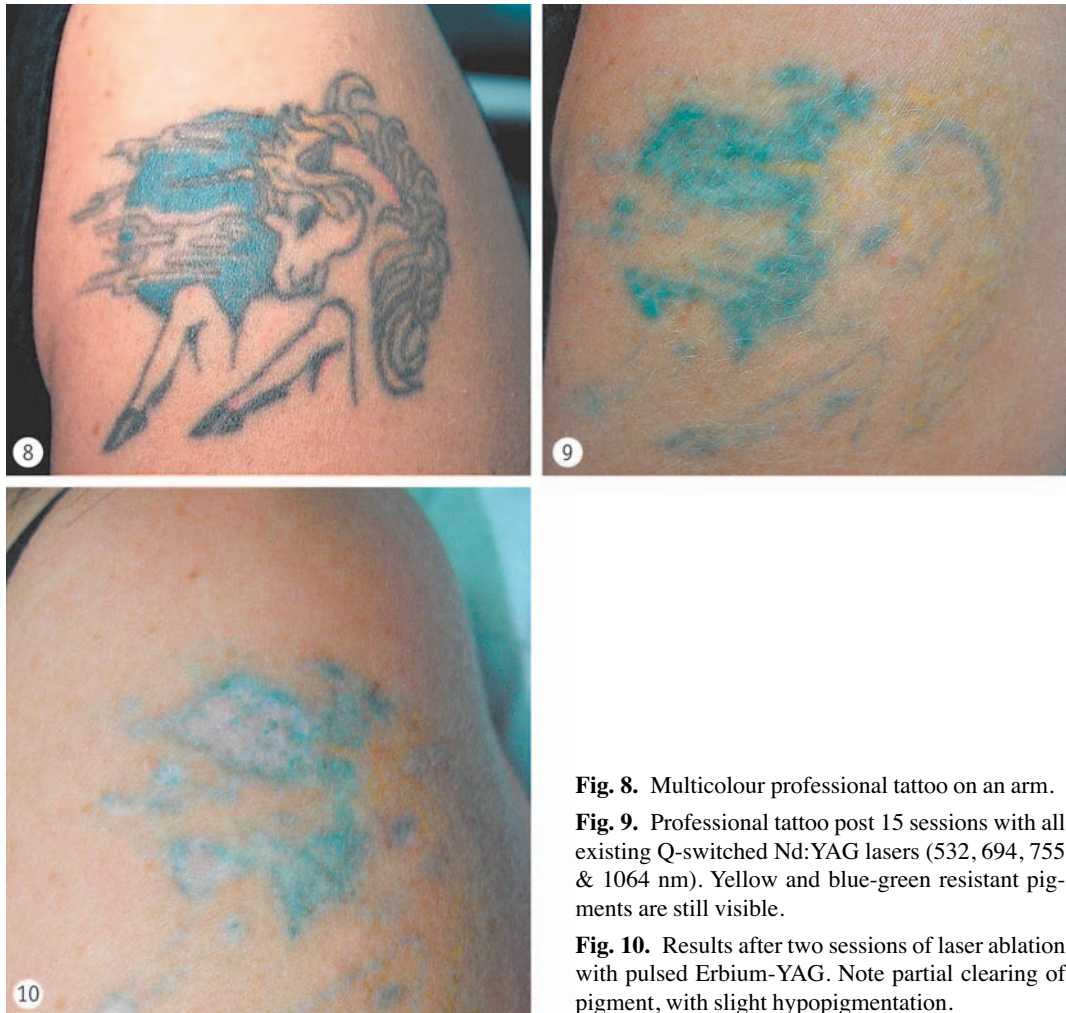 8
9
10
Fig. 8. Multicolour professional tattoo on an arm.
Fig. 9. Professional tattoo post 15 sessions with all
existing Q-switched Nd:YAG lasers (532, 694, 755
& 1064 nm). Yellow and blue-green resistant pig-
ments are still visible.
Fig. 10. Results after two sessions of laser ablation
with pulsed Erbium-YAG. Note partial clearing of
pigment, with slight hypopigmentation.